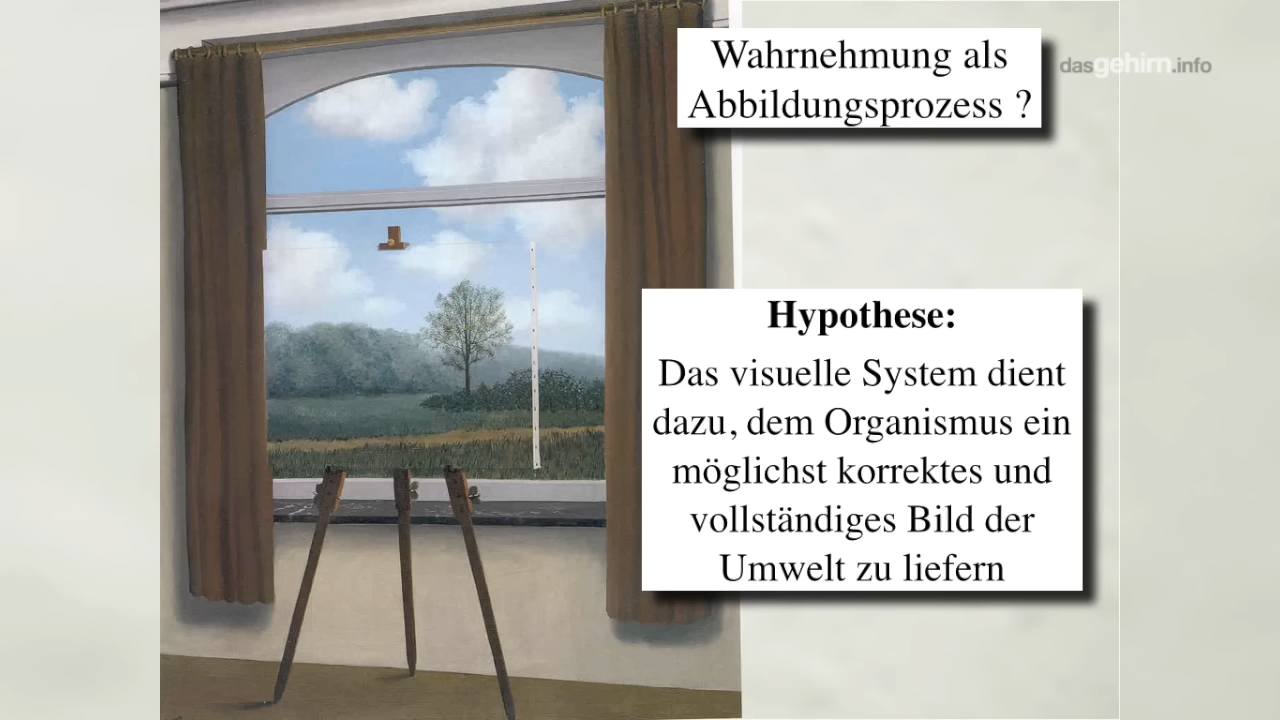 Wahrnehmung als
Abbildungsprozess ?
dasgehirn.info
Hypothese:
Das visuelle System dient
dazu, dem Organismus ein
möglichst korrektes und
vollständiges Bild der
Umwelt zu liefern